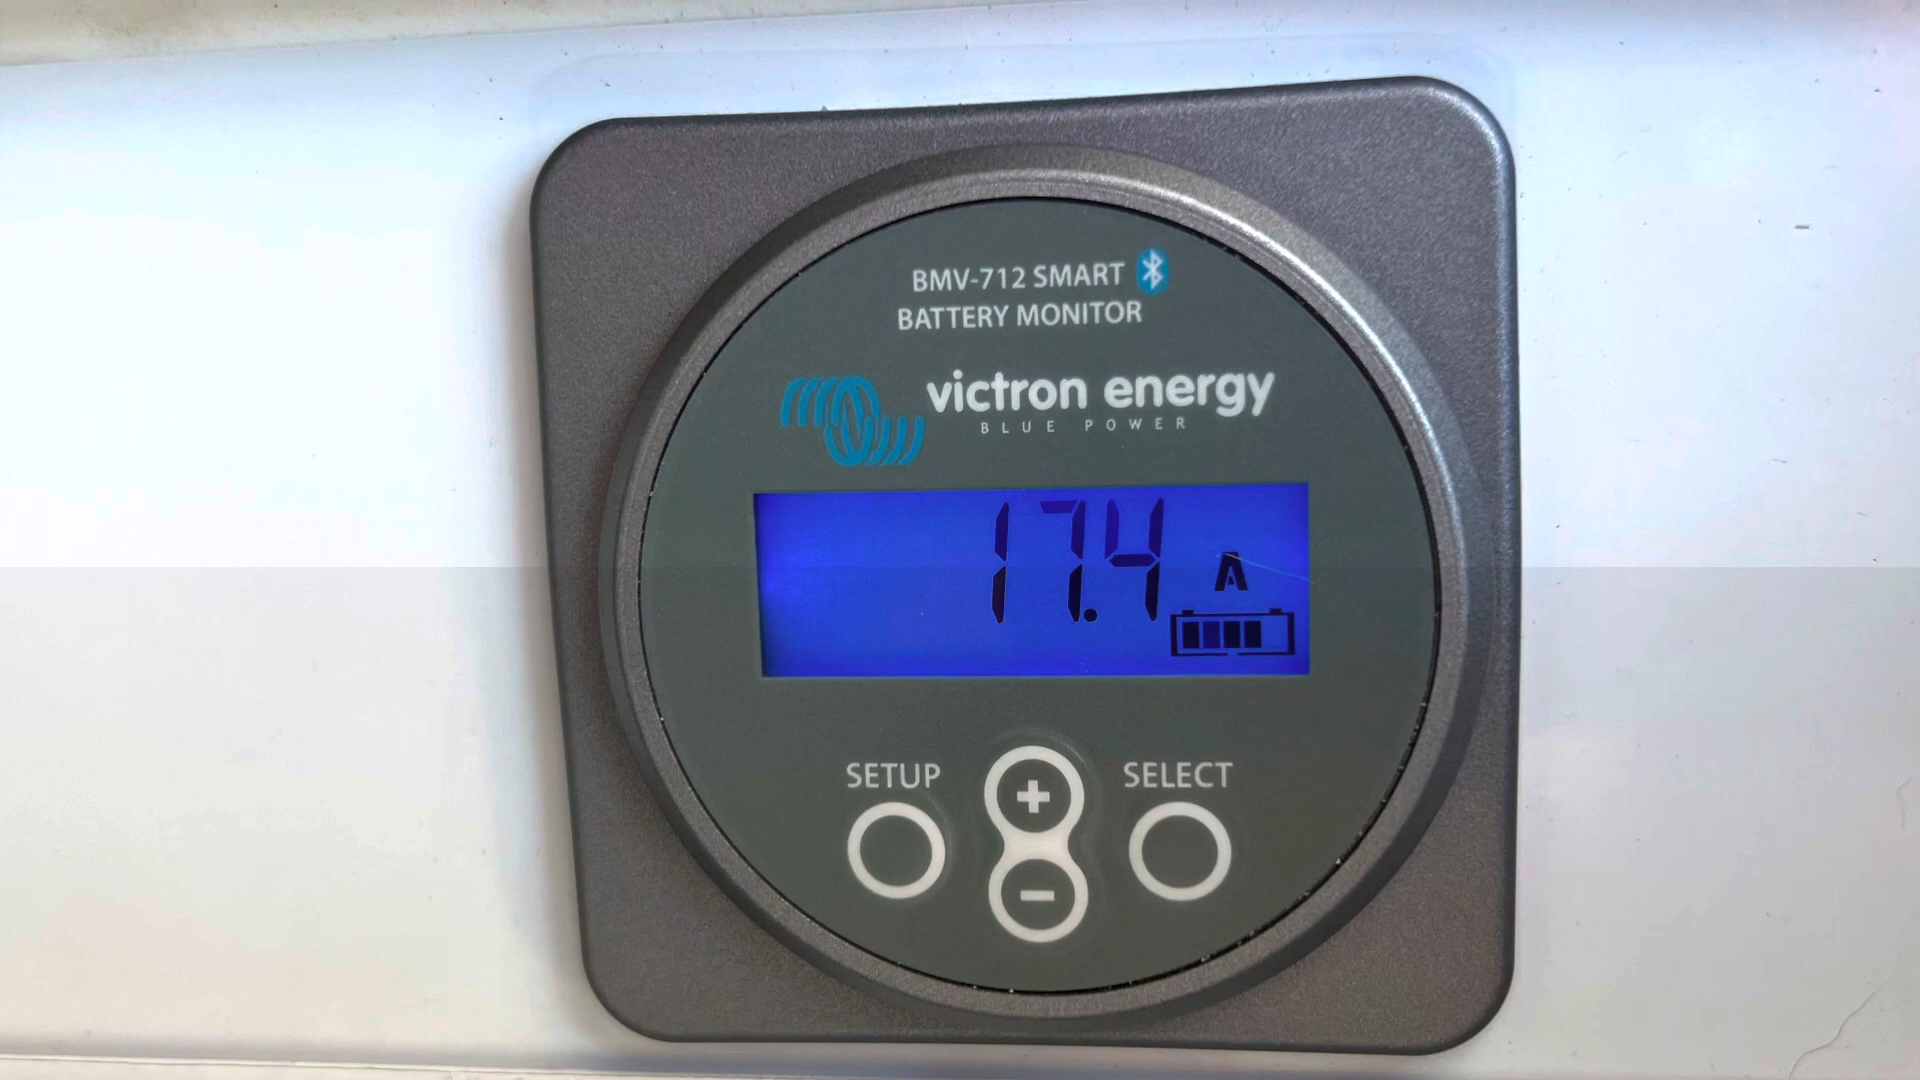 BMV-712 SMART
BATTERY MONITOR
victron energy
BLUE POWER
17.4 A
SETUP + SELECT
-